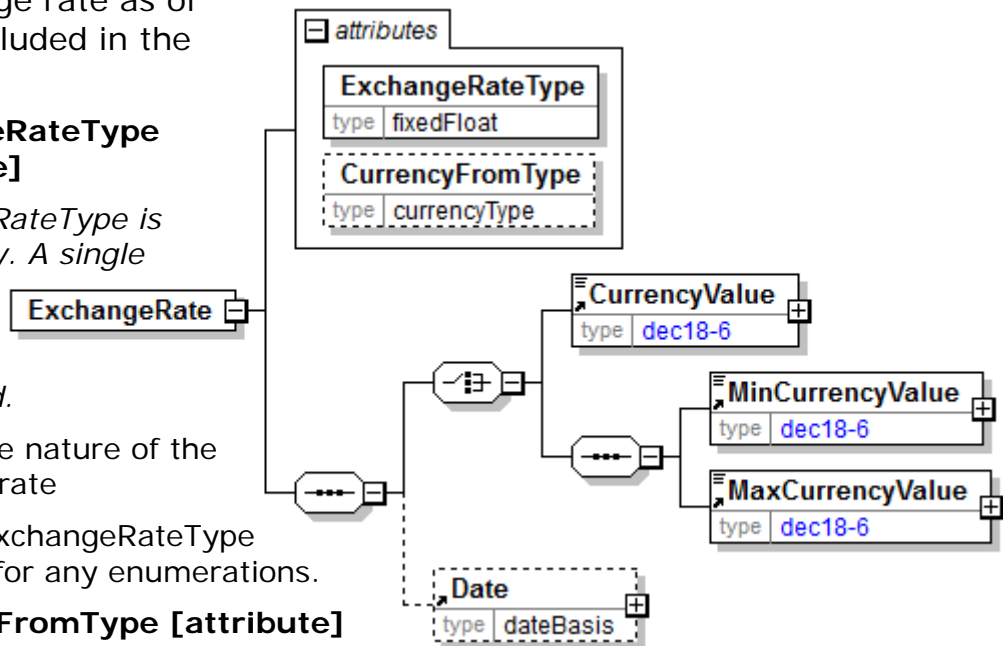 ge rate as of
luded in the
eRateType
e]
RateType is
y. A single
d.
e nature of the
rate
xchangeRateType
for any enumerations.
FromType [attribute]
attributes
ExchangeRateType
type fixedFloat
CurrencyFromType
type currencyType
ExchangeRate
CurrencyValue
type dec18-6
MinCurrencyValue
type dec18-6
MaxCurrencyValue
type dec18-6
Date
type dateBasis